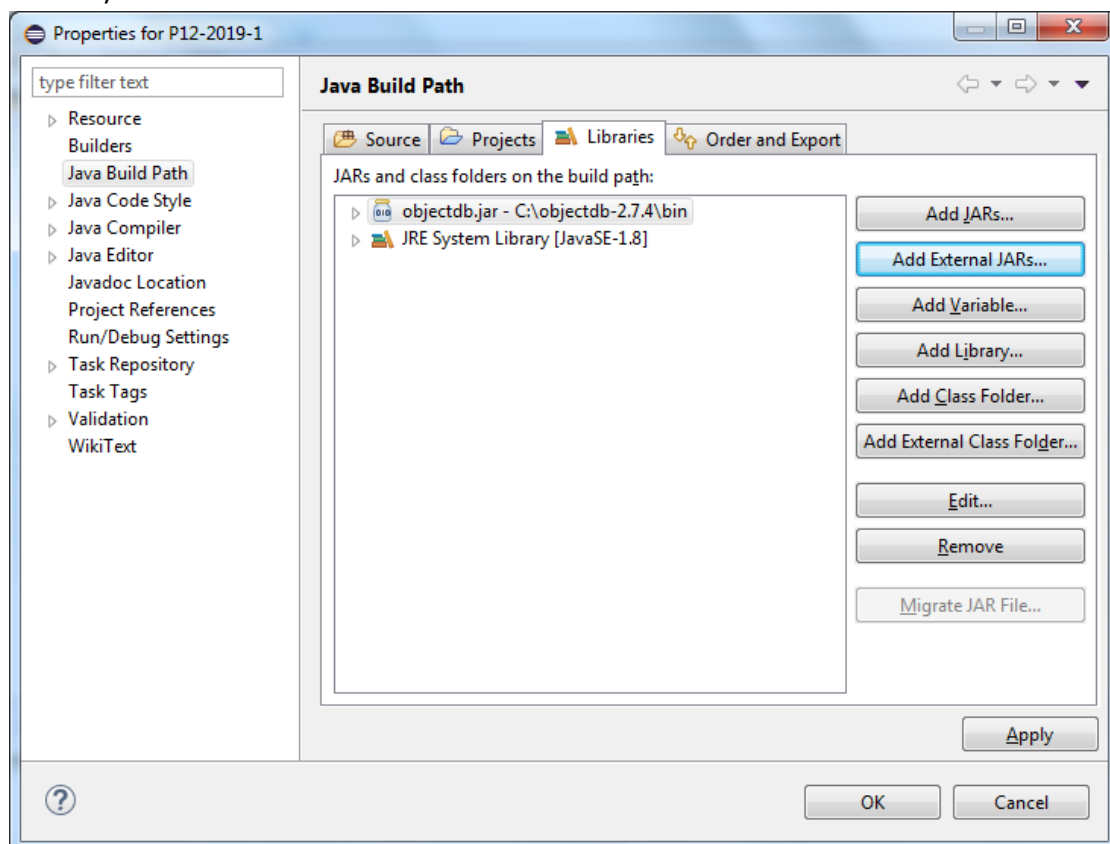 Properties for P12-2019-1
type filter text
Resource
Builders
Java Build Path
Java Code Style
Java Compiler
Java Editor
Javadoc Location
Project References
Run/Debug Settings
Task Repository
Task Tags
Validation
WikiText
Java Build Path
Source Projects Libraries Order and Export
JARs and class folders on the build path:
objectdb.jar - C:\objectdb-2.7.4\bin
JRE System Library [JavaSE-1.8]
Add JARs...
Add External JARs...
Add Variable...
Add Library...
Add Class Folder...
Add External Class Folder...
Edit...
Remove
Migrate JAR File...
Apply
OK Cancel